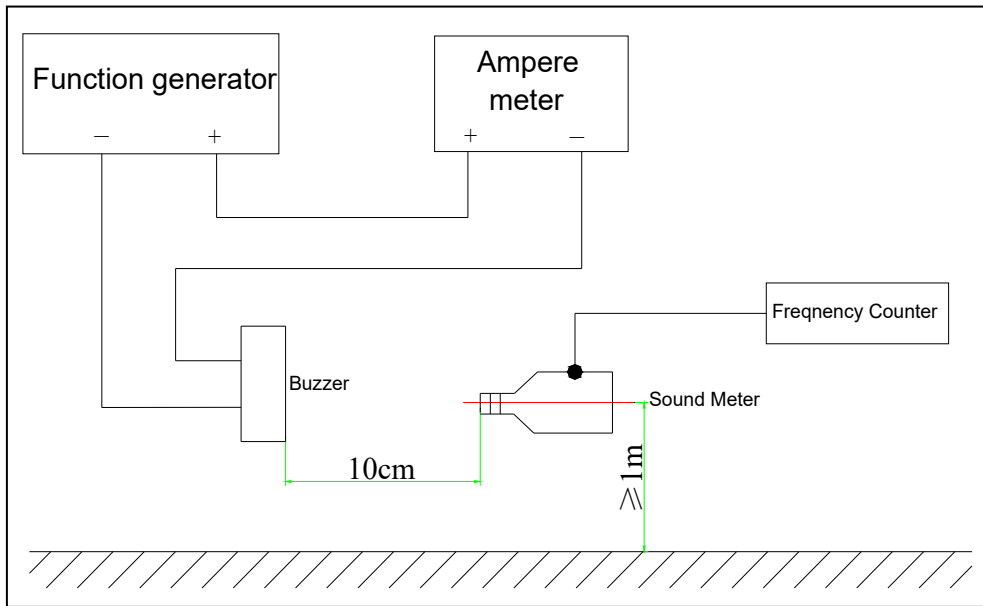 Function generator
— +
Ampere
meter
+ —
Freqnency Counter
Buzzer
Sound Meter
10cm
≥1m